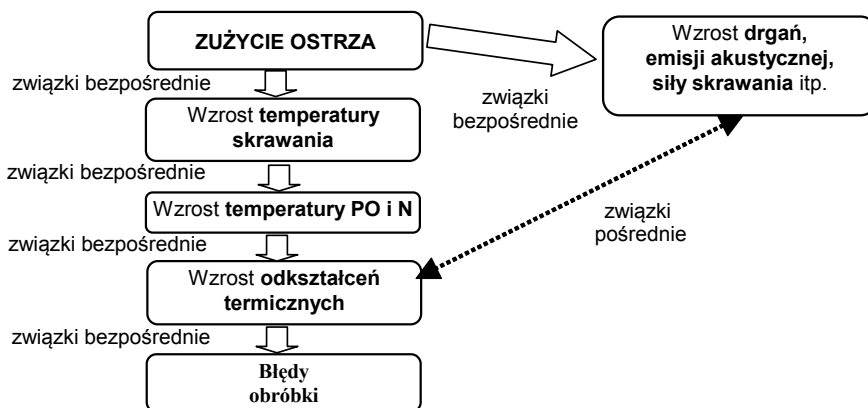 ZUŻYCIE OSTRZA
Wzrost drgań,
emisji akustycznej,
siły skrawania itp.
związki bezpośrednie
związki
bezpośrednie
Wzrost temperatury
skrawania
związki bezpośrednie
Wzrost temperatury PO i N
związki
pośrednie
związki bezpośrednie
Wzrost odkształceń
termicznych
związki bezpośrednie
Błędy
obróbki